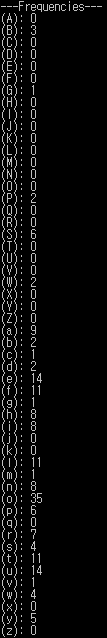 ---Frequencies---
(A): 0
(B): 3
(C): 0
(D): 0
(E): 0
(F): 0
(G): 1
(H): 0
(I): 0
(J): 0
(K): 0
(L): 0
(M): 0
(N): 0
(O): 0
(P): 2
(Q): 0
(R): 0
(S): 6
(T): 0
(U): 0
(V): 0
(W): 2
(X): 0
(Y): 0
(Z): 0
(a): 9
(b): 2
(c): 1
(d): 2
(e): 14
(f): 11
(g): 1
(h): 8
(i): 8
(j): 0
(k): 0
(l): 11
(m): 1
(n): 8
(o): 35
(p): 6
(q): 0
(r): 7
(s): 4
(t): 11
(u): 14
(v): 1
(w): 4
(x): 0
(y): 5
(z): 0